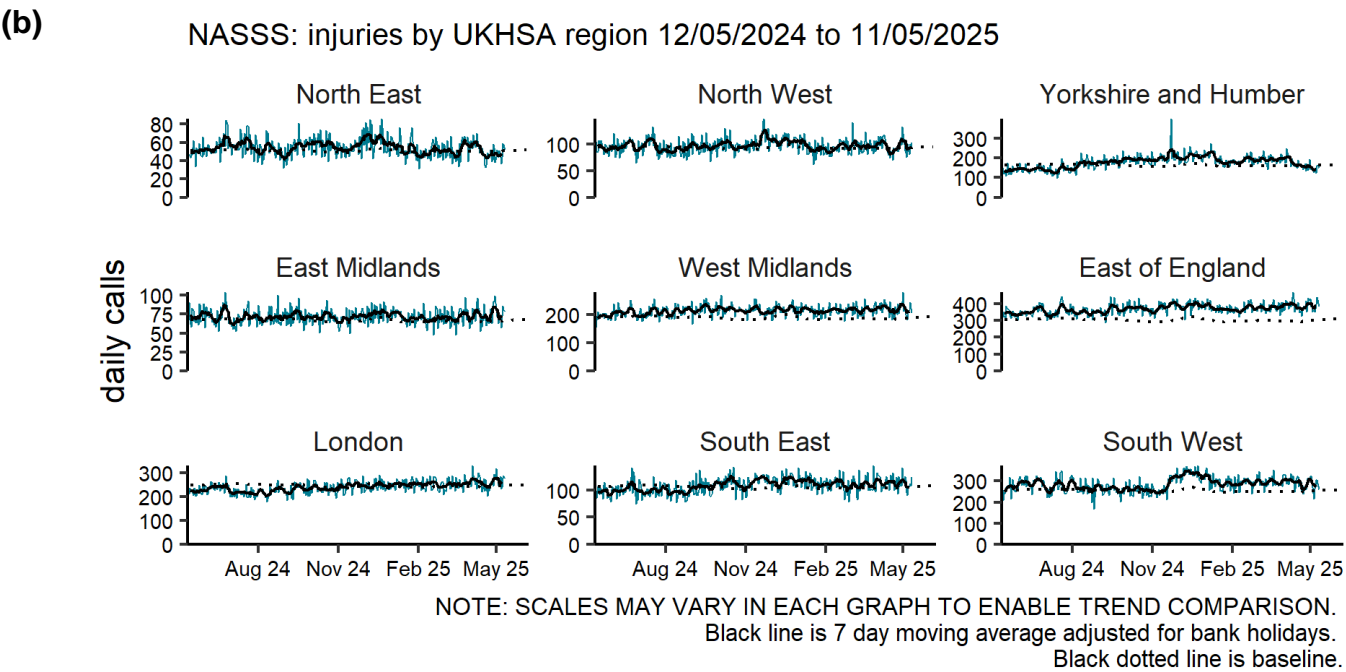 (b)
NASSS: injuries by UKHSA region 12/05/2024 to 11/05/2025
North East
North West
Yorkshire and Humber
80
60
40
20
0
100
50
0
300
200
100
0
daily calls
East Midlands
West Midlands
East of England
100
75
50
25
0
200
100
0
400
300
200
100
0
London
South East
South West
300
200
100
0
100
50
0
300
200
100
0
Aug 24 Nov 24 Feb 25 May 25
Aug 24 Nov 24 Feb 25 May 25
Aug 24 Nov 24 Feb 25 May 25
NOTE: SCALES MAY VARY IN EACH GRAPH TO ENABLE TREND COMPARISON.
Black line is 7 day moving average adjusted for bank holidays.
Black dotted line is baseline.